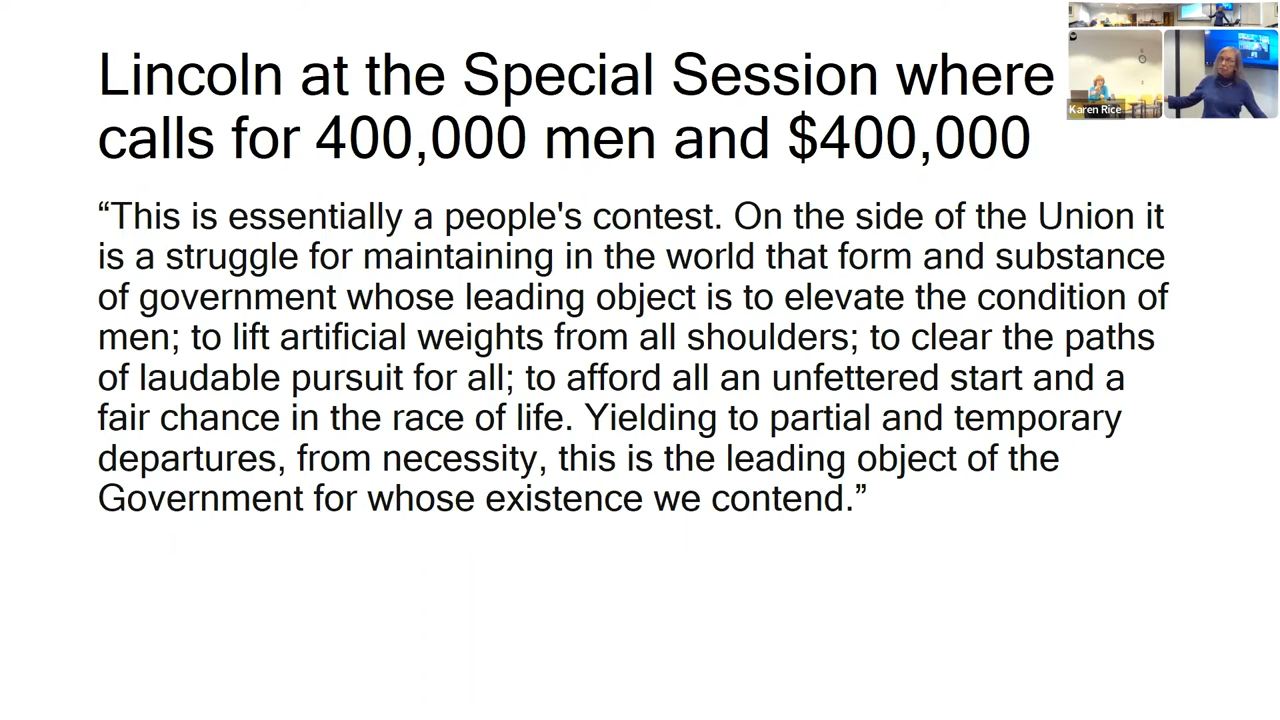 Lincoln at the Special Session where
calls for 400,000 men and $400,000
“This is essentially a people's contest. On the side of the Union it
is a struggle for maintaining in the world that form and substance
of government whose leading object is to elevate the condition of
men; to lift artificial weights from all shoulders; to clear the paths
of laudable pursuit for all; to afford all an unfettered start and a
fair chance in the race of life. Yielding to partial and temporary
departures, from necessity, this is the leading object of the
Government for whose existence we contend.”
Karen Rice